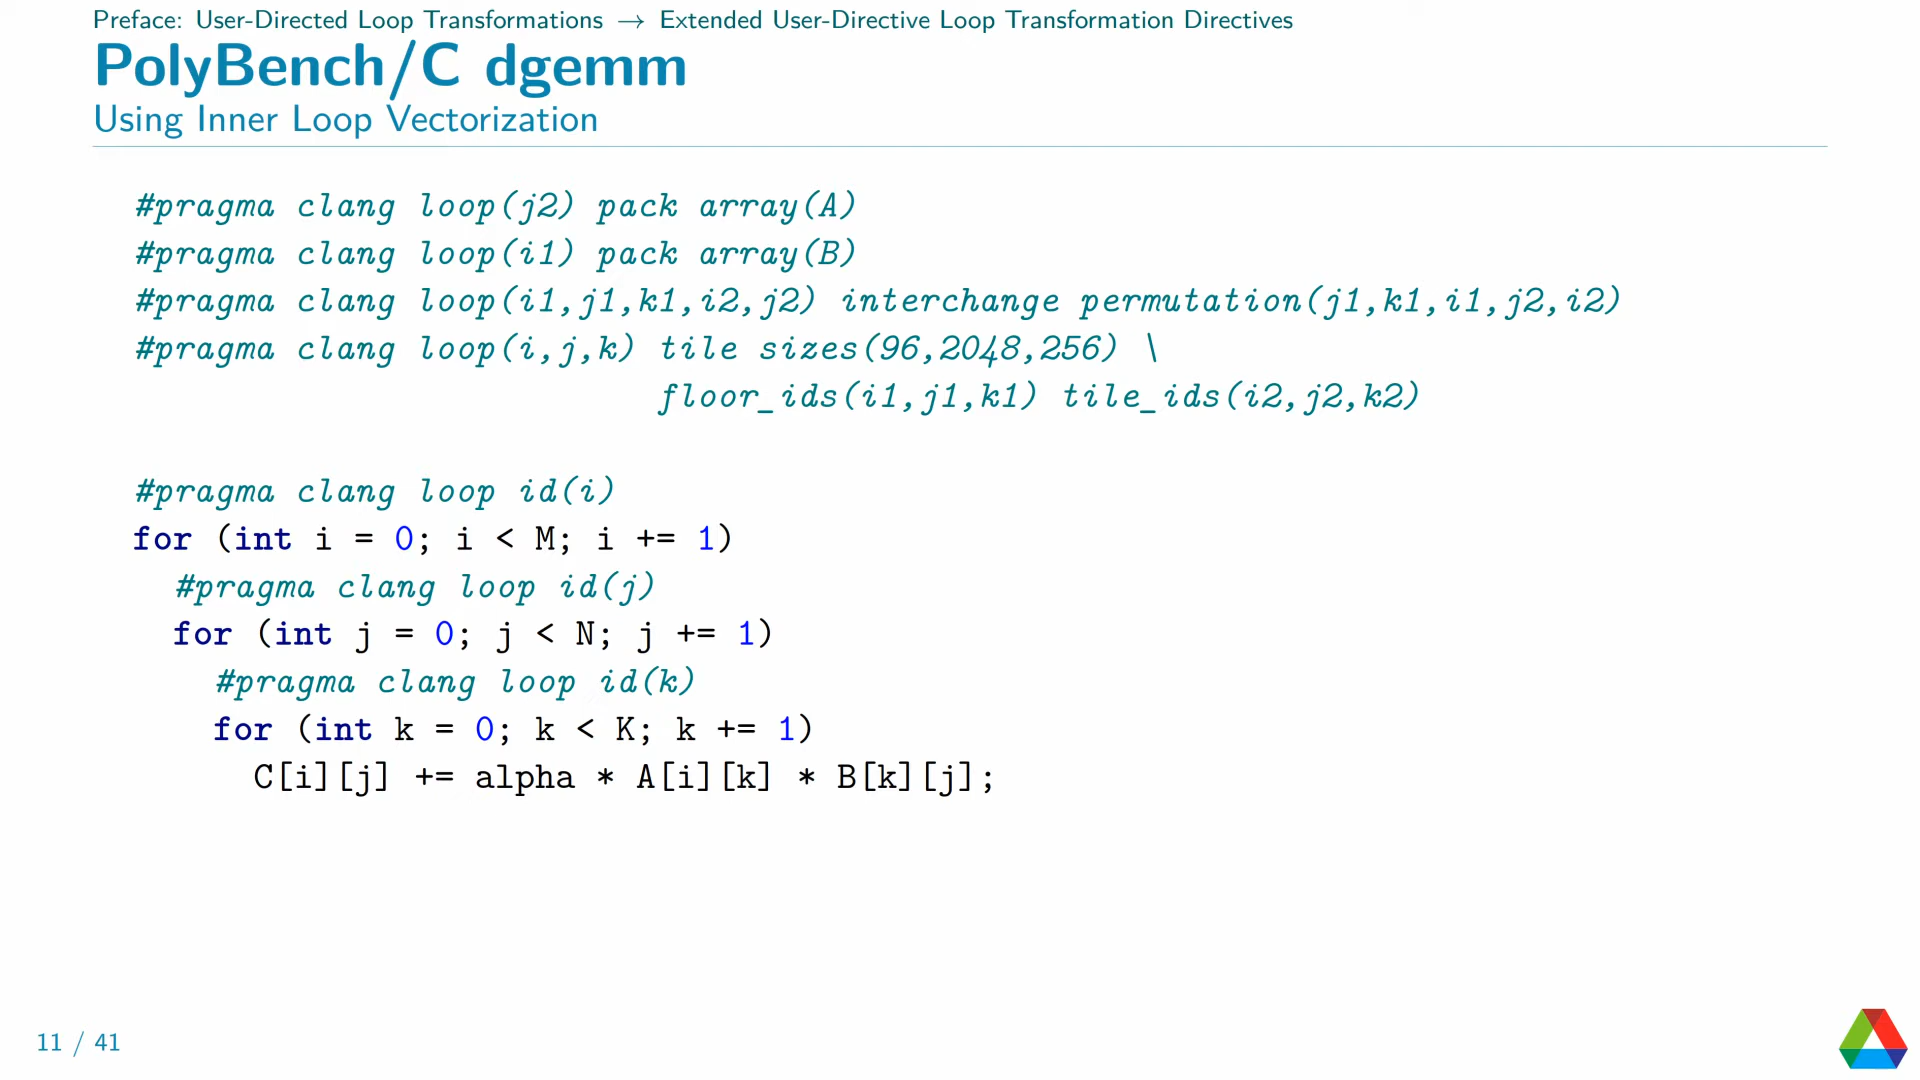 Preface: User-Directed Loop Transformations → Extended User-Directive Loop Transformation Directives
PolyBench/C dgemm
Using Inner Loop Vectorization
#pragma clang loop(j2) pack array(A)
#pragma clang loop(i1) pack array(B)
#pragma clang loop(i1,j1,k1,i2,j2) interchange permutation(j1,k1,i1,j2,i2)
#pragma clang loop(i,j,k) tile sizes(96,2048,256) \
floor_ids(i1,j1,k1) tile_ids(i2,j2,k2)
#pragma clang loop id(i)
for (int i = 0; i < M; i += 1)
#pragma clang loop id(j)
for (int j = 0; j < N; j += 1)
#pragma clang loop id(k)
for (int k = 0; k < K; k += 1)
C[i][j] += alpha * A[i][k] * B[k][j];
11 / 41